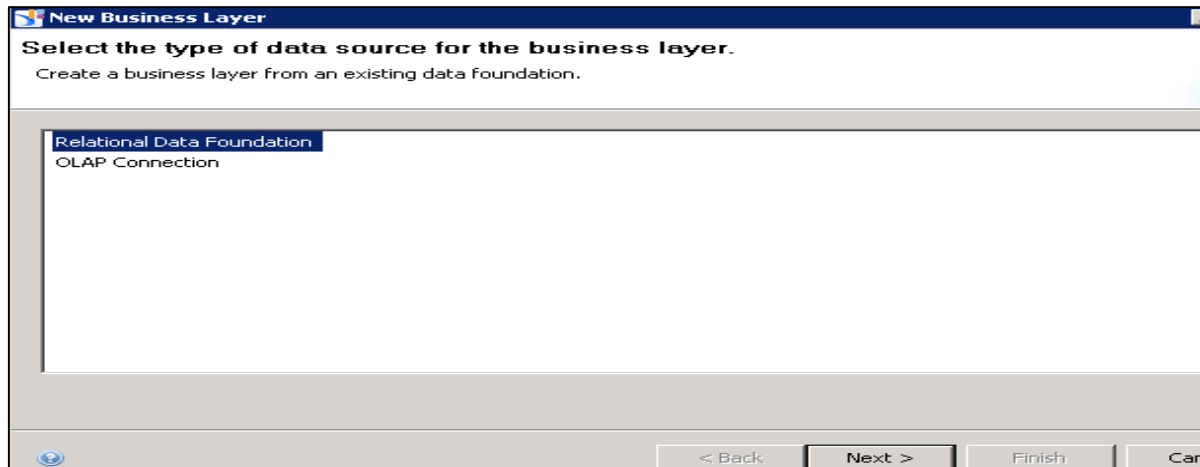 New Business Layer
Select the type of data source for the business layer.
Create a business layer from an existing data foundation.
Relational Data Foundation
OLAP Connection
< Back Next > Finish Car